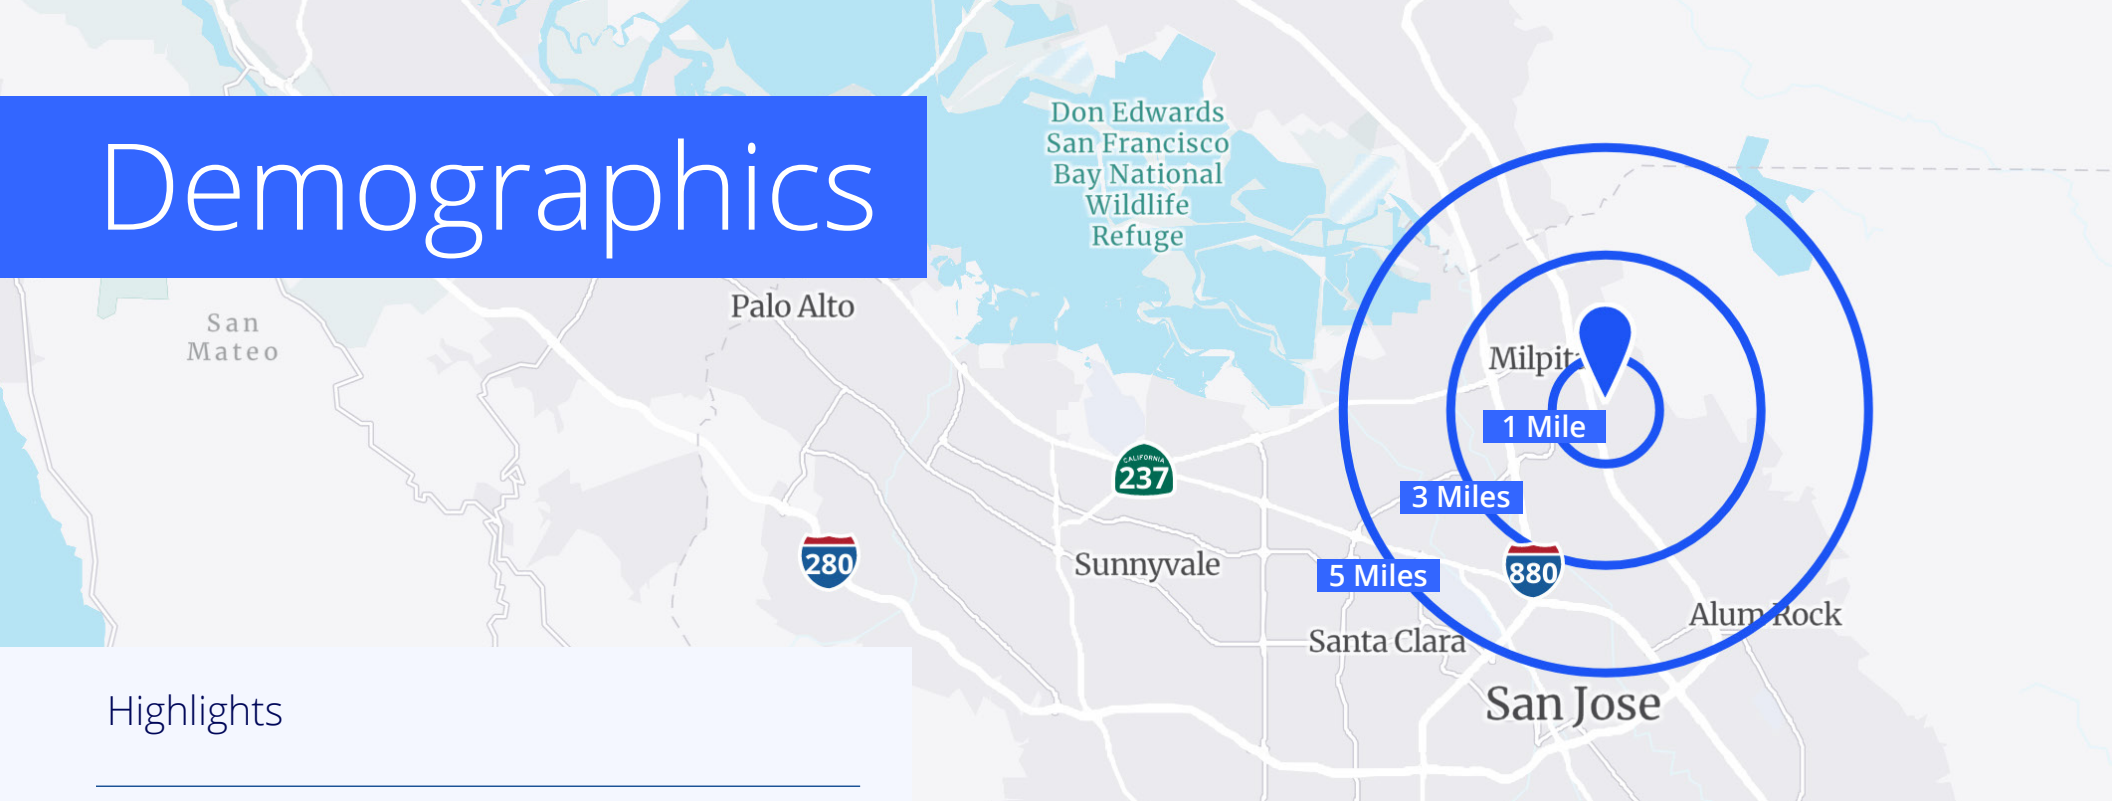 Demographics
Don Edwards
San Francisco
Bay National
Wildlife
Refuge
Palo Alto
San
Mateo
Milpit
1 Mile
CALIFORNIA
237
3 Miles
280
Sunnyvale
5 Miles
880
Alum Rock
Santa Clara
San Jose
Highlights